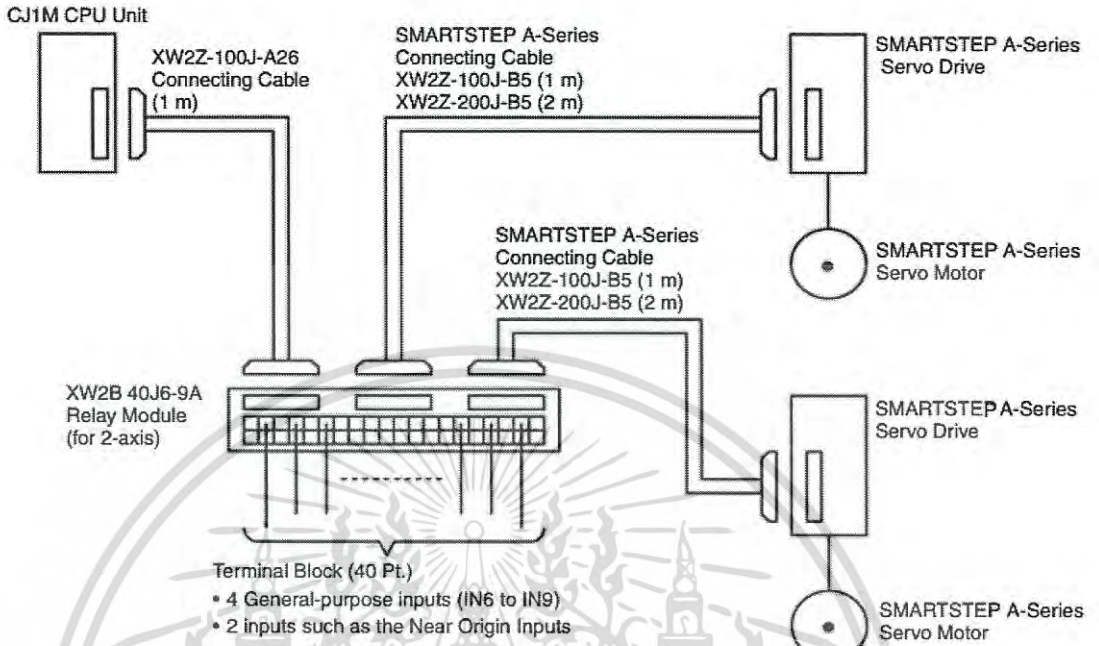 CJ1M CPU Unit
XW2Z-100J-A26
Connecting Cable
(1 m)
SMARTSTEP A-Series
Connecting Cable
XW2Z-100J-B5 (1 m)
XW2Z-200J-B5 (2 m)
SMARTSTEP A-Series
Servo Drive
SMARTSTEP A-Series
Servo Motor
SMARTSTEP A-Series
Connecting Cable
XW2Z-100J-B5 (1 m)
XW2Z-200J-B5 (2 m)
XW2B 40J6-9A
Relay Module
(for 2-axis)
SMARTSTEP A-Series
Servo Drive
Terminal Block (40 Pt.)
• 4 General-purpose inputs (IN6 to IN9)
• 2 inputs such as the Near Origin Inputs
SMARTSTEP A-Series
Servo Motor